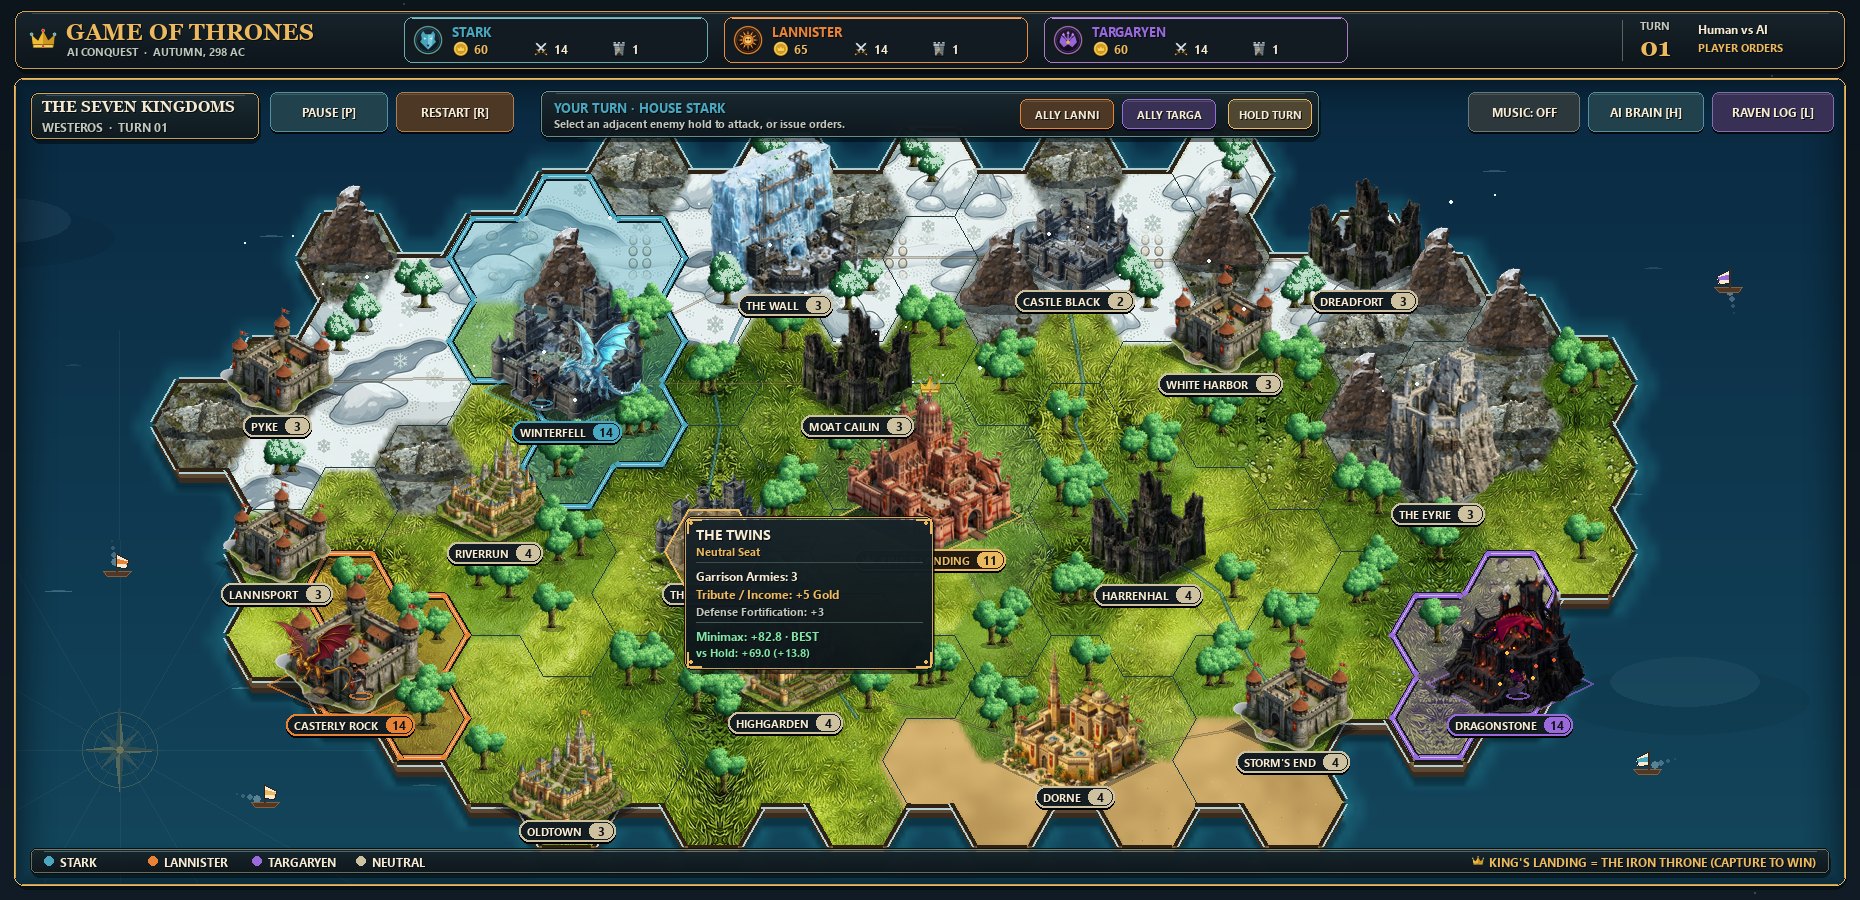 GAME OF THRONES
AI CONQUEST · AUTUMN, 298 AC
STARK
60 14 1
LANNISTER
65 14 1
TARGARYEN
60 14 1
TURN
01
Human vs AI
PLAYER ORDERS
THE SEVEN KINGDOMS
WESTEROS · TURN 01
PAUSE [P]
RESTART [R]
YOUR TURN · HOUSE STARK
Select an adjacent enemy hold to attack, or issue orders.
ALLY LANNI
ALLY TARGA
HOLD TURN
MUSIC: OFF
AI BRAIN [H]
RAVEN LOG [L]
THE WALL 3
CASTLE BLACK 2
DREADFORT 3
WHITE HARBOR 3
PYKE 3
WINTERFELL 14
MOAT CAILIN 3
THE EYRIE 3
RIVERRUN 4
THE TWINS
Neutral Seat
Garrison Armies: 3
Tribute / Income: +5 Gold
Defense Fortification: +3
Minimax: +82.8 · BEST
vs Hold: +69.0 (+13.8)
TH
NDING 11
LANNISPORT 3
HARRENHAL 4
CASTERLY ROCK 14
HIGHGARDEN 4
DRAGONSTONE 14
STORM'S END 4
DORNE 4
OLDTOWN 3
STARK
LANNISTER
TARGARYEN
NEUTRAL
KING'S LANDING = THE IRON THRONE (CAPTURE TO WIN)